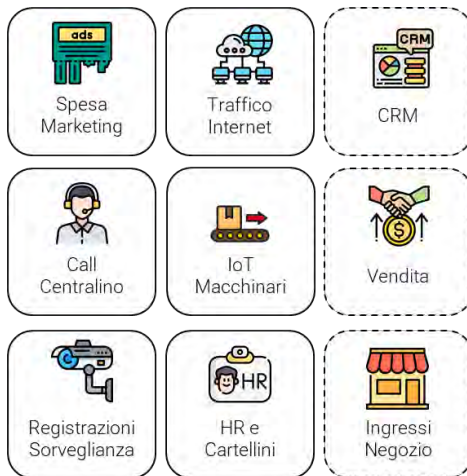 ads
Spesa
Marketing
Traffico
Internet
CRM
CRM
Call
Centralino
IoT
Macchinari
$
Vendita
Registrazioni
Sorveglianza
HR
HR e
Cartellini
Ingressi
Negozio